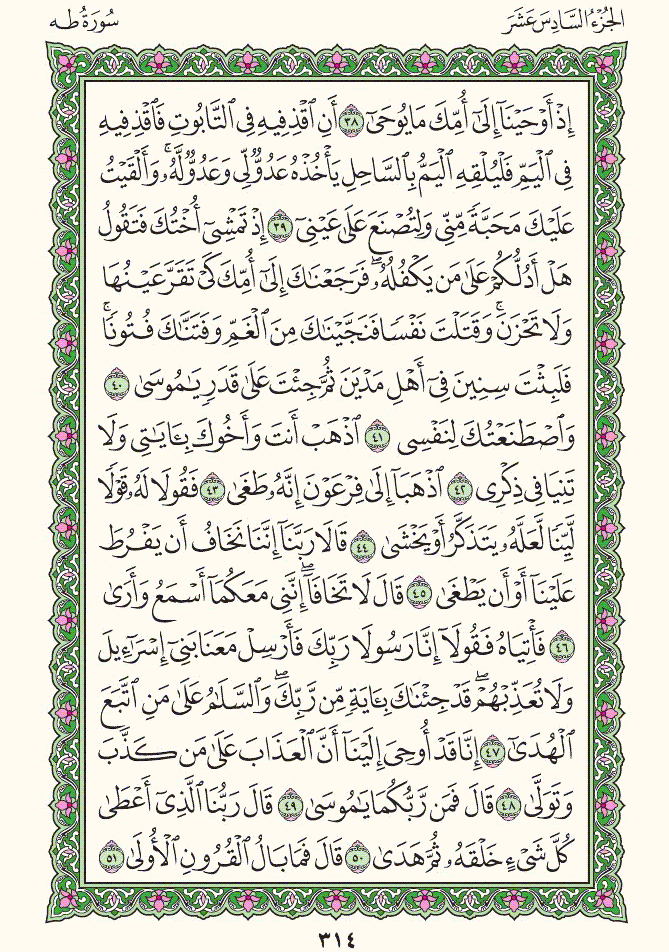 الجُزْءُ السَّادِسَ عَشَرَ
سُورَةُ طه
إِذْ أَوْحَيْنَآ إِلَىٰٓ أُمِّكَ مَا يُوحَىٰٓ ٣٨ أَنِ ٱقْذِفِيهِ فِى ٱلتَّابُوتِ فَٱقْذِفِيهِ
فِى ٱلْيَمِّ فَلْيُلْقِهِ ٱلْيَمُّ بِٱلسَّاحِلِ يَأْخُذْهُ عَدُوٌّ لِّى وَعَدُوٌّ لَّهُۥۚ وَأَلْقَيْتُ
عَلَيْكَ مَحَبَّةً مِّنِّى وَلِتُصْنَعَ عَلَىٰ عَيْنِىٓ ٣٩ إِذْ تَمْشِىٓ أُخْتُكَ فَتَقُولُ
هَلْ أَدُلُّكُمْ عَلَىٰ مَن يَكْفُلُهُۥۖ فَرَجَعْنَٰكَ إِلَىٰٓ أُمِّكَ كَىْ تَقَرَّ عَيْنُهَا
وَلَا تَحْزَنَۚ وَقَتَلْتَ نَفْسًا فَنَجَّيْنَٰكَ مِنَ ٱلْغَمِّ وَفَتَنَّٰكَ فُتُونًاۚ
فَلَبِثْتَ سِنِينَ فِىٓ أَهْلِ مَدْيَنَ ثُمَّ جِئْتَ عَلَىٰ قَدَرٍ يَٰمُوسَىٰ ٤٠
وَٱصْطَنَعْتُكَ لِنَفْسِى ٤١ ٱذْهَبْ أَنتَ وَأَخُوكَ بِـَٔايَٰتِى وَلَا
تَنِيَا فِى ذِكْرِى ٤٢ ٱذْهَبَآ إِلَىٰ فِرْعَوْنَ إِنَّهُۥ طَغَىٰ ٤٣ فَقُولَا لَهُۥ قَوْلًا
لَّيِّنًا لَّعَلَّهُۥ يَتَذَكَّرُ أَوْ يَخْشَىٰ ٤٤ قَالَا رَبَّنَآ إِنَّنَا نَخَافُ أَن يَفْرُطَ
عَلَيْنَآ أَوْ أَن يَطْغَىٰ ٤٥ قَالَ لَا تَخَافَآۖ إِنَّنِى مَعَكُمَآ أَسْمَعُ وَأَرَىٰ
٤٦ فَأْتِيَاهُ فَقُولَآ إِنَّا رَسُولَا رَبِّكَ فَأَرْسِلْ مَعَنَا بَنِىٓ إِسْرَٰٓءِيلَ
وَلَا تُعَذِّبْهُمْۖ قَدْ جِئْنَٰكَ بِـَٔايَةٍ مِّن رَّبِّكَۖ وَٱلسَّلَٰمُ عَلَىٰ مَنِ ٱتَّبَعَ
ٱلْهُدَىٰٓ ٤٧ إِنَّا قَدْ أُوحِىَ إِلَيْنَآ أَنَّ ٱلْعَذَابَ عَلَىٰ مَن كَذَّبَ
وَتَوَلَّىٰ ٤٨ قَالَ فَمَن رَّبُّكُمَا يَٰمُوسَىٰ ٤٩ قَالَ رَبُّنَا ٱلَّذِىٓ أَعْطَىٰ
كُلَّ شَىْءٍ خَلْقَهُۥ ثُمَّ هَدَىٰ ٥٠ قَالَ فَمَا بَالُ ٱلْقُرُونِ ٱلْأُولَىٰ ٥١
٣١٤